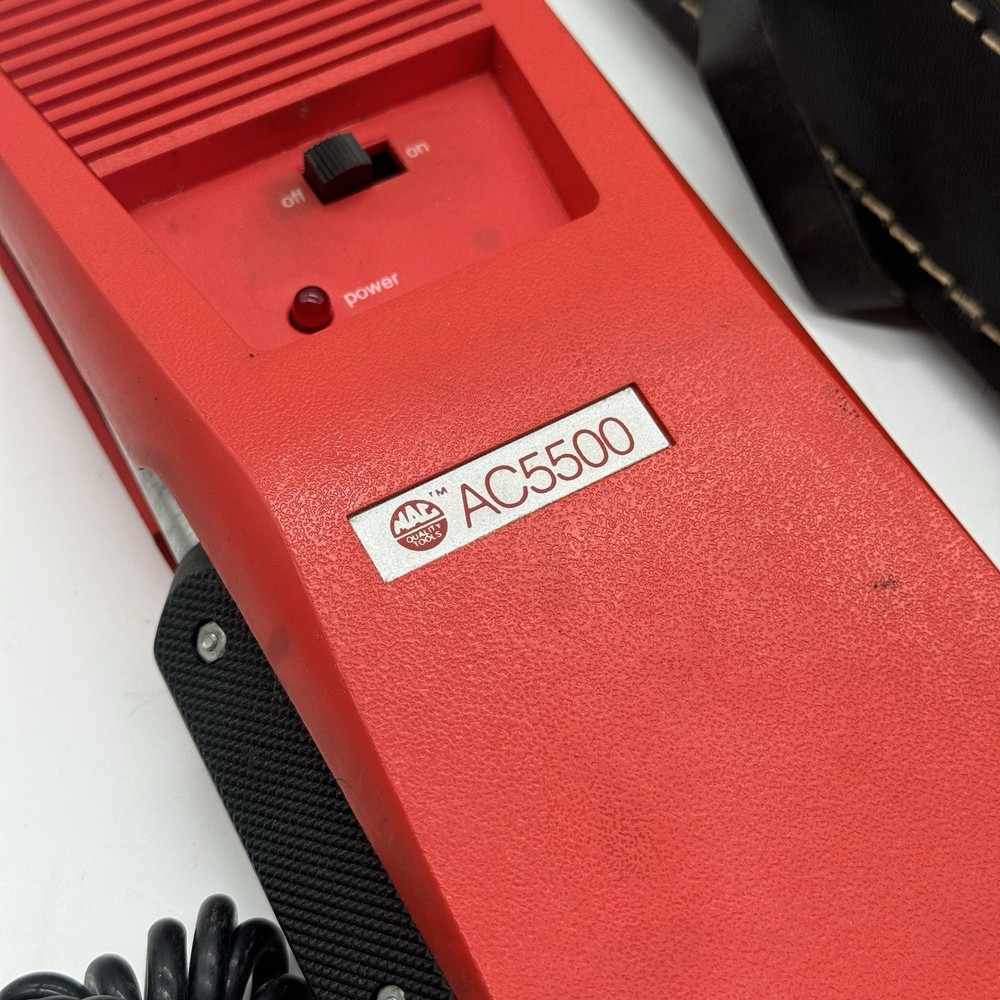 on
off
power
MAC ™ AC5500
QUALITY
TOOLS